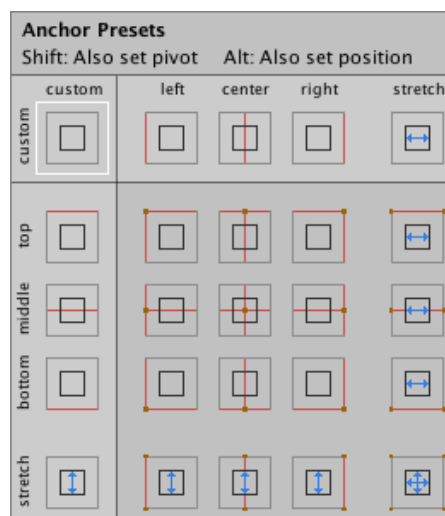 Anchor Presets
Shift: Also set pivot Alt: Also set position
custom left center right stretch
custom
top
middle
bottom
stretch